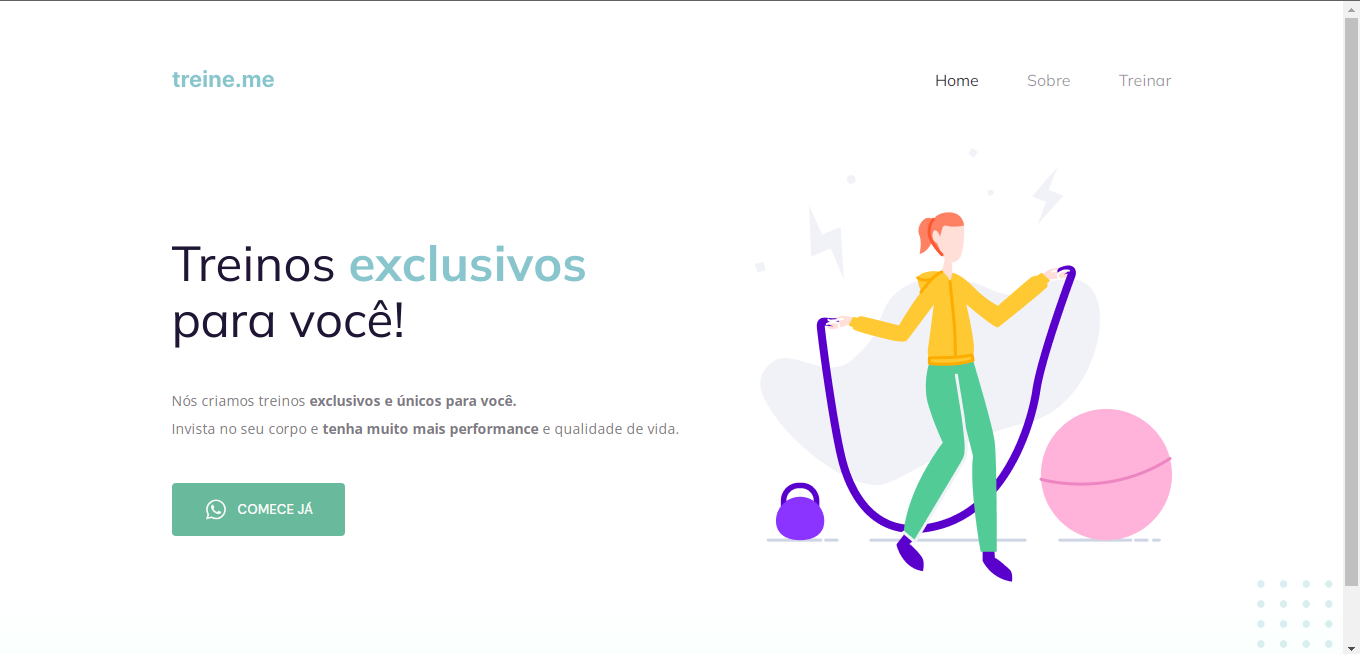 treine.me
Home Sobre Treinar
Treinos exclusivos
para você!
Nós criamos treinos exclusivos e únicos para você.
Invista no seu corpo e tenha muito mais performance e qualidade de vida.
COMECE JÁ